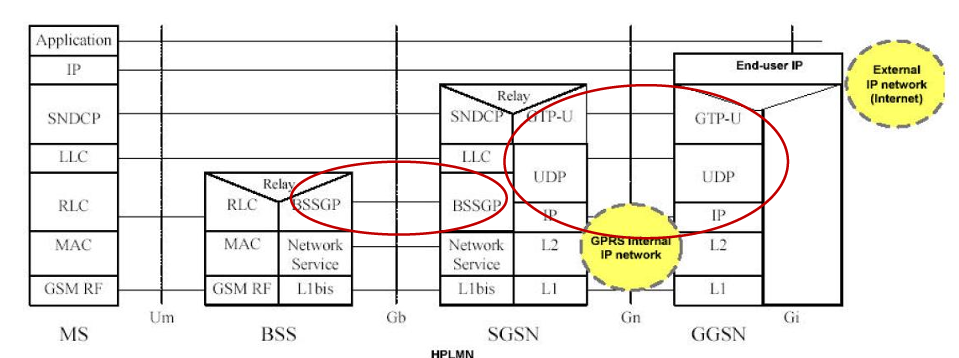 Application
IP
SNDCP
LLC
RLC
MAC
GSM RF
MS
Um
Relay
RLC
BSSGP
MAC
Network
Service
GSM RF
L1bis
BSS
Gb
HPLMN
Relay
SNDCP
GTP-U
LLC
UDP
BSSGP
IP
Network
Service
L2
L1bis
L1
SGSN
GPRS Internal
IP network
Gn
End-user IP
GTP-U
UDP
IP
L2
L1
GGSN
Gi
External
IP network
(Internet)